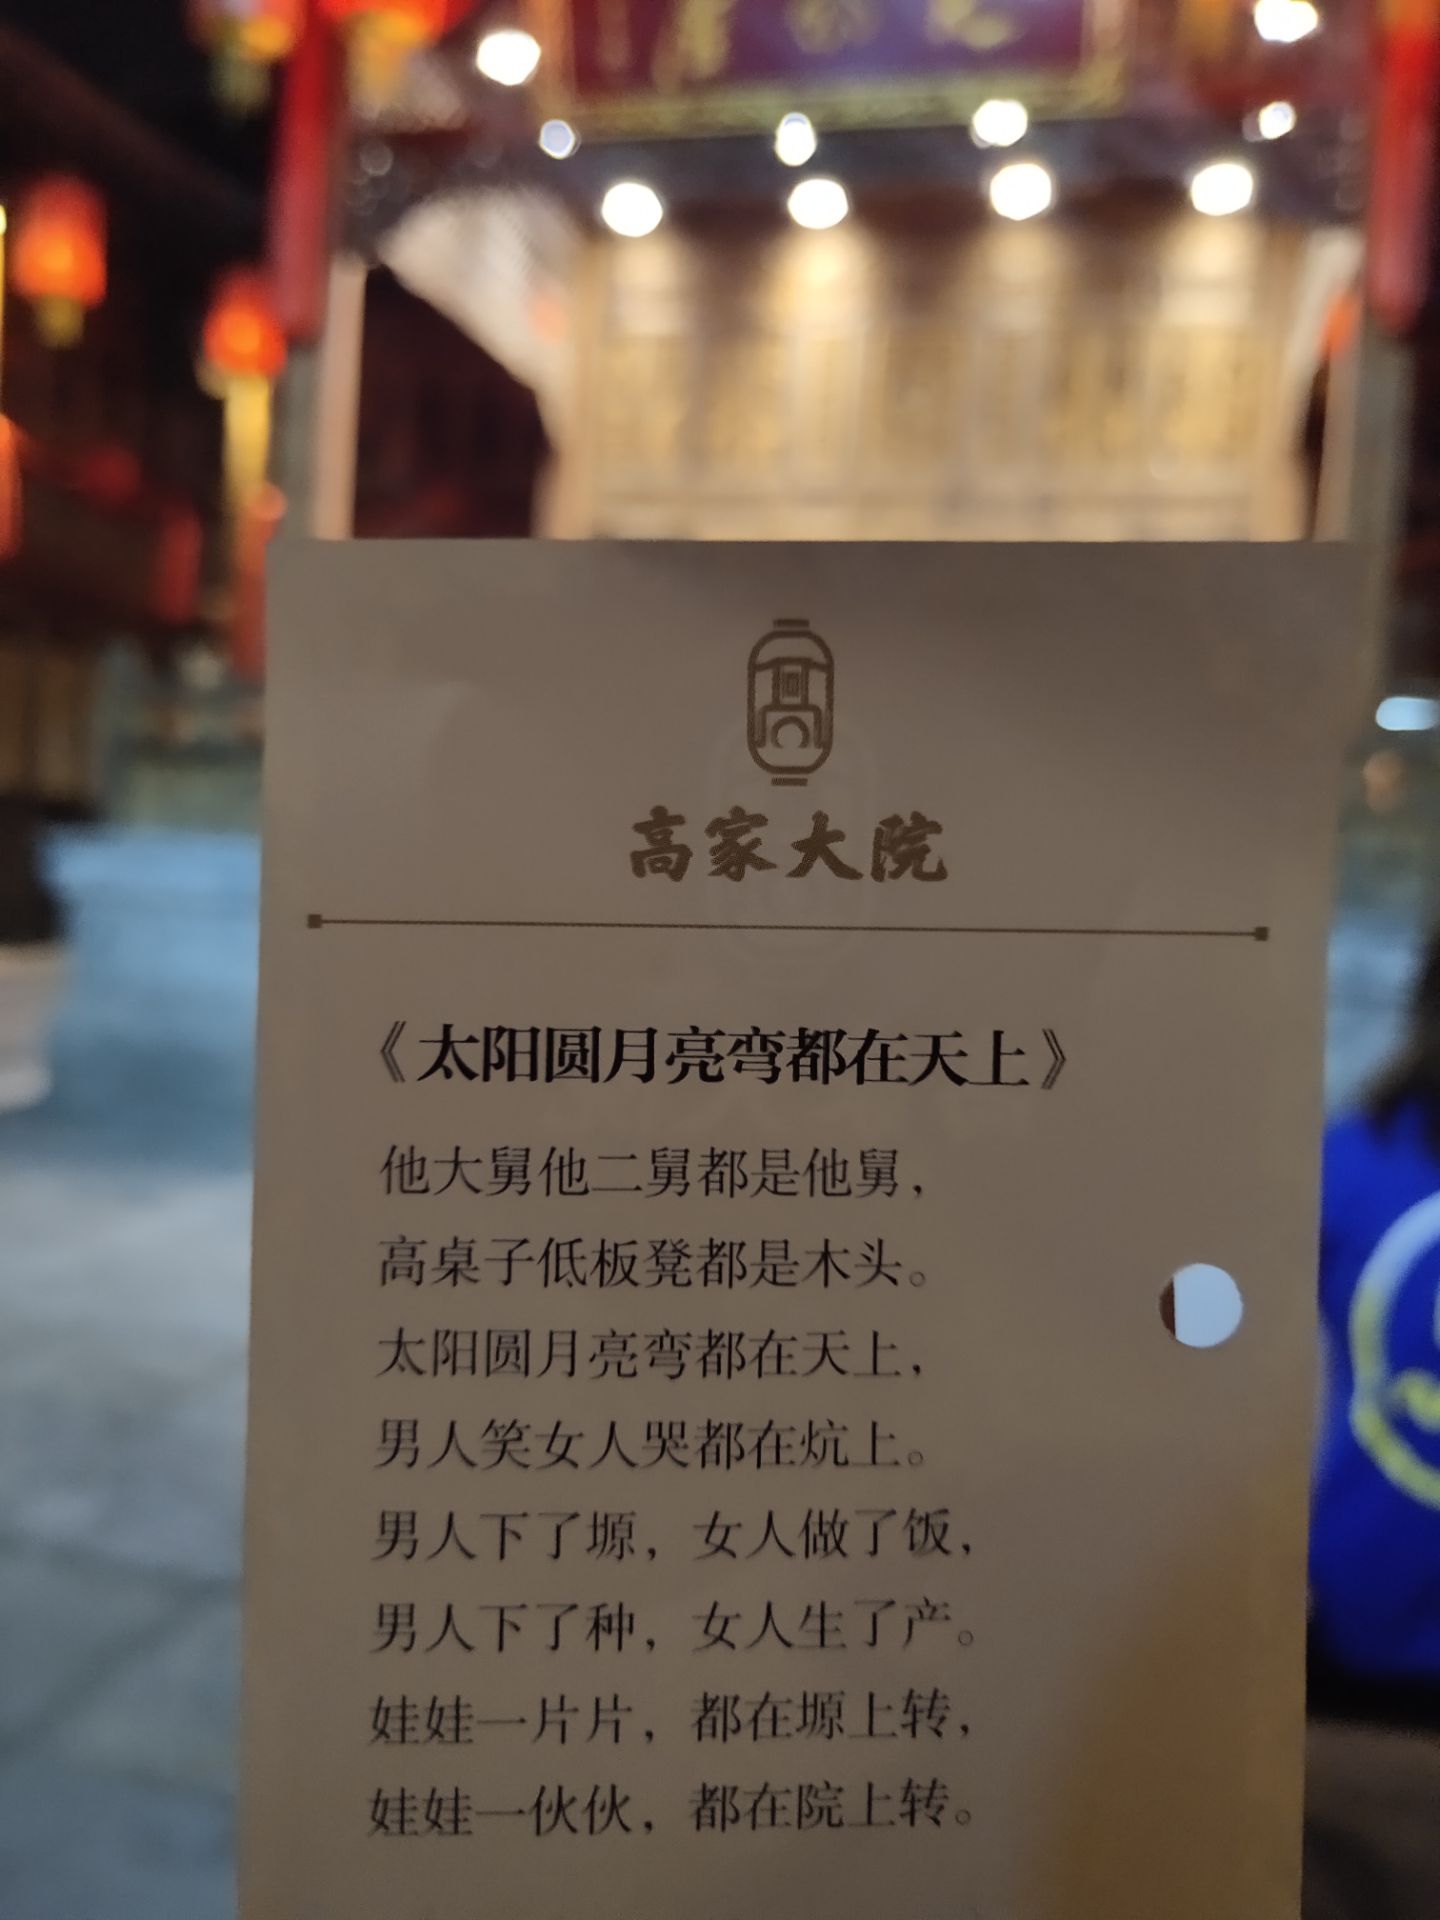 高家大院
《太阳圆月亮弯都在天上》
他大舅他二舅都是他舅，
高桌子低板凳都是木头。
太阳圆月亮弯都在天上，
男人笑女人哭都在炕上。
男人下了塬，女人做了饭，
男人下了种，女人生了产。
娃娃一片片，都在塬上转，
娃娃一伙伙，都在院上转。